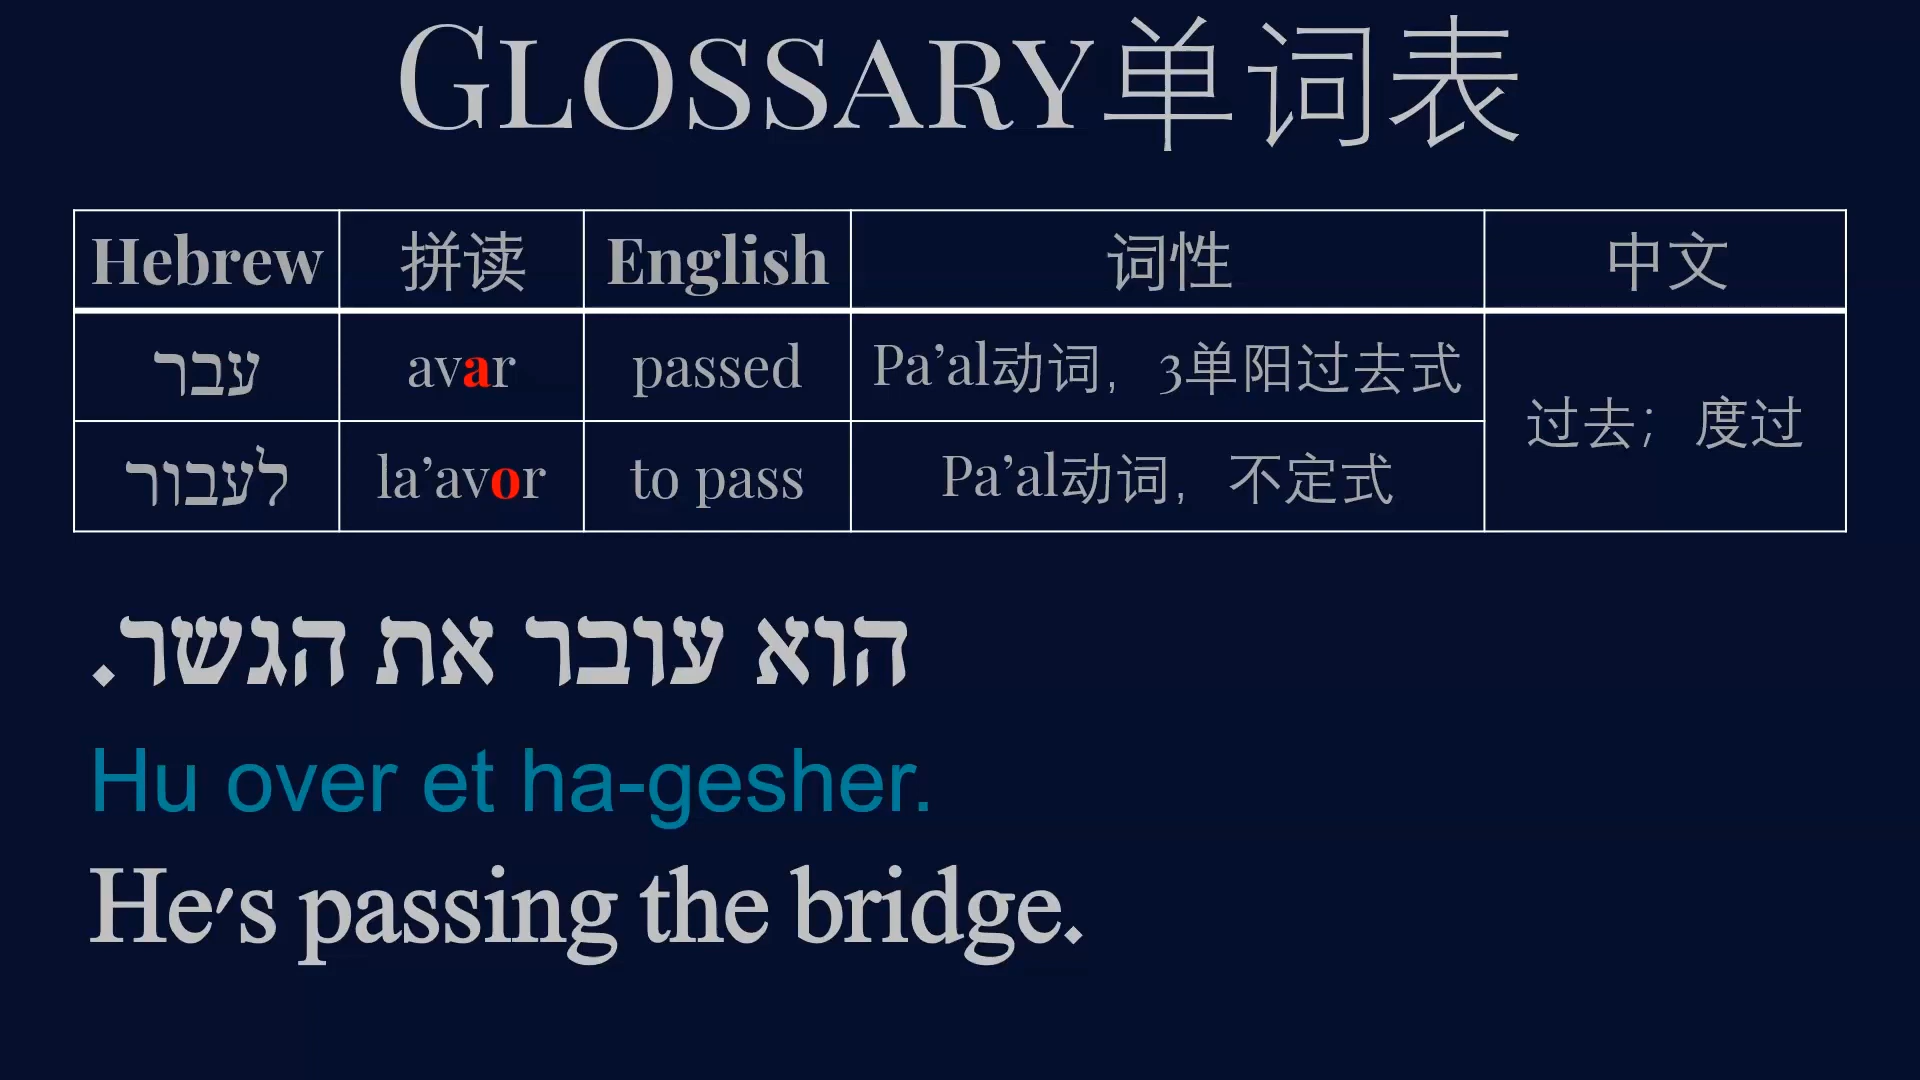 GLOSSARY单词表
Hebrew 拼读 English 词性 中文
עבר avar passed Pa’al动词，3单阳过去式 过去；度过
לעבור la’avor to pass Pa’al动词，不定式
הוא עובר את הגשר.
Hu over et ha-gesher.
He's passing the bridge.